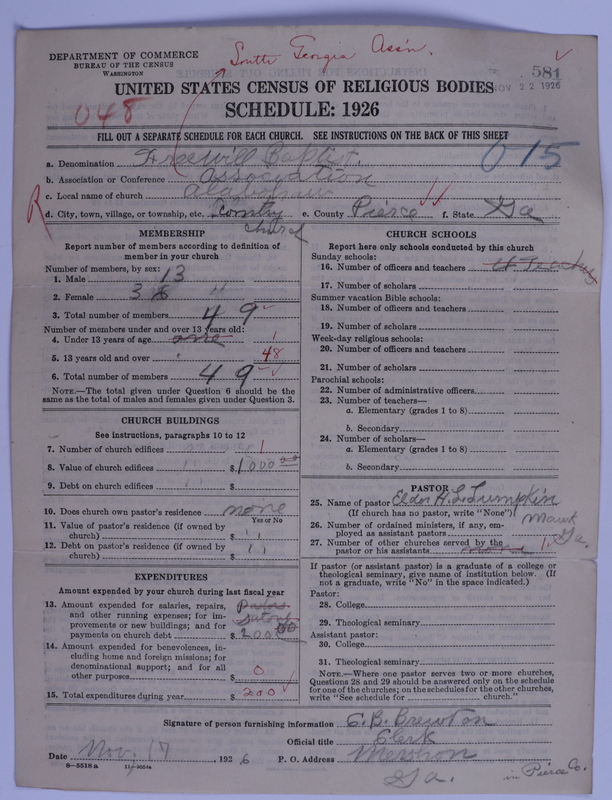 DEPARTMENT OF COMMERCE
BUREAU OF THE CENSUS
WASHINGTON
South Georgia Ass'n.
581
NOV 22 1926
UNITED STATES CENSUS OF RELIGIOUS BODIES
SCHEDULE: 1926
048
FILL OUT A SEPARATE SCHEDULE FOR EACH CHURCH. SEE INSTRUCTIONS ON THE BACK OF THIS SHEET
0-15
a. Denomination Freewill Baptist.
b. Association or Conference Association
c. Local name of church
R
d. City, town, village, or township, etc. Country church e. County Pierce f. State Ga
MEMBERSHIP
Report number of members according to definition of
member in your church
Number of members, by sex:
1. Male 13
2. Female 36
3. Total number of members 49
Number of members under and over 13 years old:
4. Under 13 years of age one 1
5. 13 years old and over 48
6. Total number of members 49
NOTE.—The total given under Question 6 should be
same as the total of males and females given under Question 3.
CHURCH BUILDINGS
See instructions, paragraphs 10 to 12
7. Number of church edifices 1
8. Value of church edifices $1000.00
9. Debt on church edifices $
10. Does church own pastor's residence none
Yes or No
11. Value of pastor's residence (if owned by
church) $
12. Debt on pastor's residence (if owned by
church) $
EXPENDITURES
Amount expended by your church during last fiscal year
13. Amount expended for salaries, repairs,
and other running expenses; for im-
provements or new buildings; and for
payments on church debt $200.00
14. Amount expended for benevolences, in-
cluding home and foreign missions; for
denominational support; and for all
other purposes $ 0
15. Total expenditures during year $ 200
CHURCH SCHOOLS
Report here only schools conducted by this church
Sunday schools:
16. Number of officers and teachers
17. Number of scholars
Summer vacation Bible schools:
18. Number of officers and teachers
19. Number of scholars
Week-day religious schools:
20. Number of officers and teachers
21. Number of scholars
Parochial schools:
22. Number of administrative officers
23. Number of teachers—
a. Elementary (grades 1 to 8)
b. Secondary
24. Number of scholars—
a. Elementary (grades 1 to 8)
b. Secondary
PASTOR
25. Name of pastor Elder H. L. Lumpkin
(If church has no pastor, write "None")
26. Number of ordained ministers, if any, em-
ployed as assistant pastors
Ga.
27. Number of other churches served by the
pastor or his assistants none
If pastor (or assistant pastor) is a graduate of a college or
theological seminary, give name of institution below. (If
not a graduate, write "No" in the space indicated.)
Pastor:
28. College
29. Theological seminary
Assistant pastor:
30. College
31. Theological seminary
NOTE.—Where one pastor serves two or more churches,
Questions 28 and 29 should be answered only on the schedule
for one of the churches; on the schedules for the other churches,
write "See schedule for church."
Signature of person furnishing information C. B. Brewton
Official title Clerk
Date Nov. 17 1926 P. O. Address
Ga.
in Pierce Co.
8-5518 a